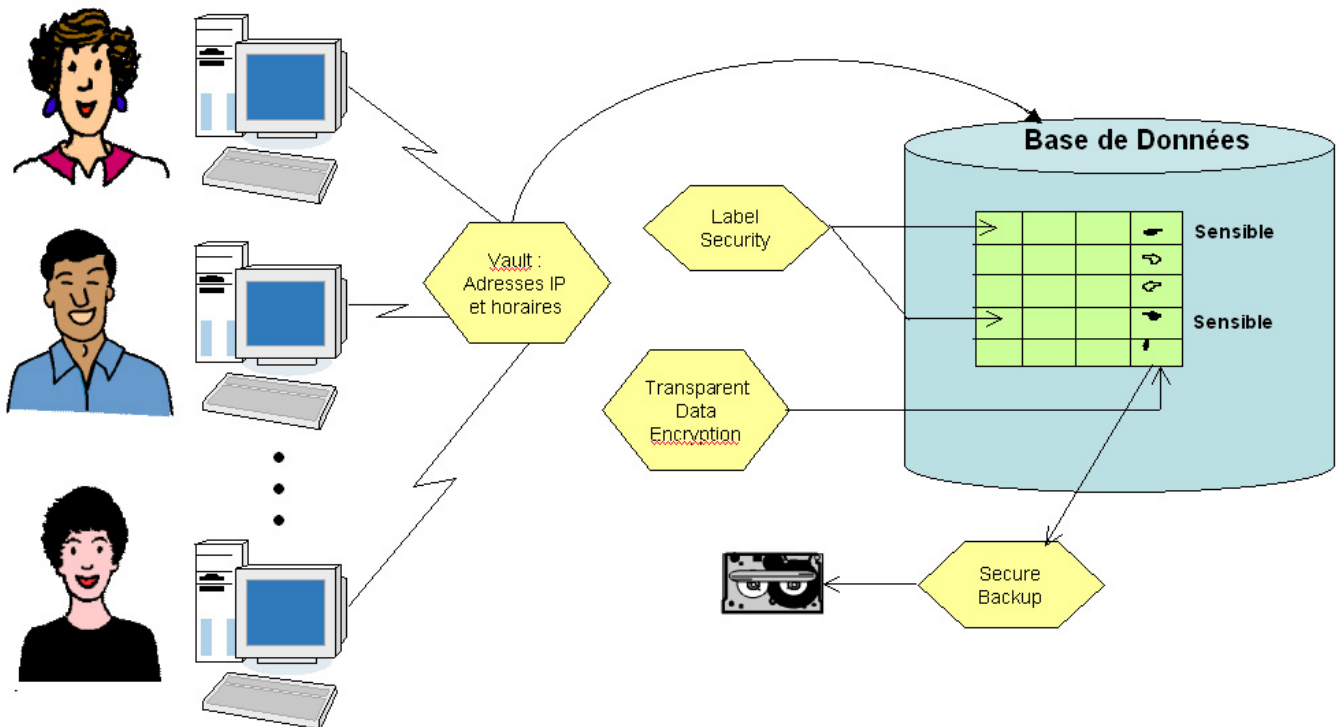 Base de Données
Label
Security
Sensible
Vault :
Adresses IP
et horaires
Sensible
Transparent
Data
Encryption
Secure
Backup